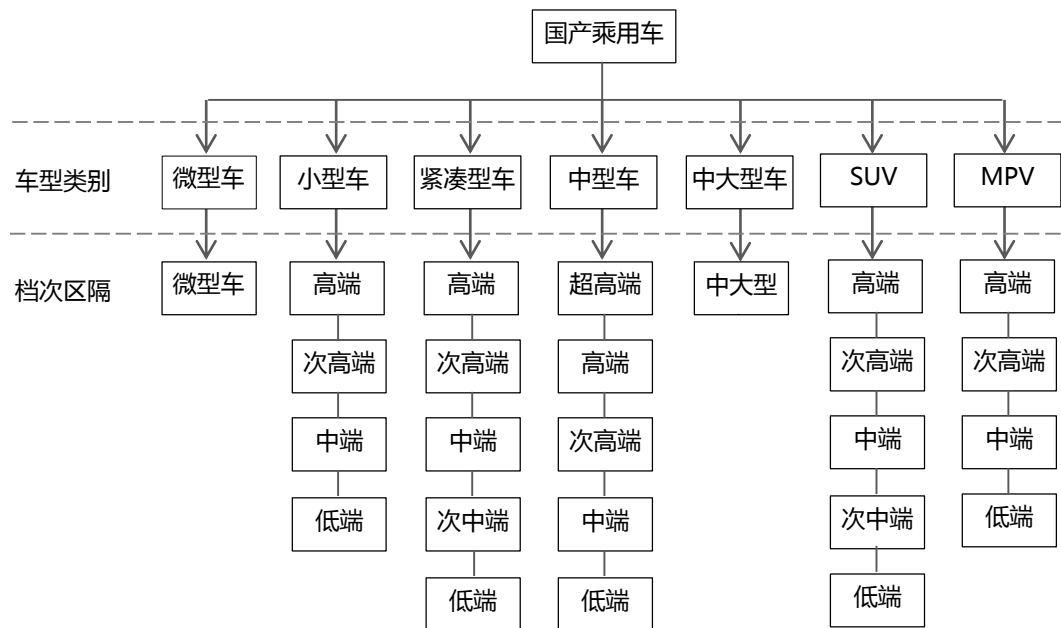 国产乘用车
车型类别
微型车
小型车
紧凑型车
中型车
中大型车
SUV
MPV
档次区隔
微型车
高端
高端
超高端
中大型
高端
高端
次高端
次高端
高端
次高端
次高端
中端
中端
次高端
中端
中端
低端
次中端
中端
次中端
低端
低端
低端
低端